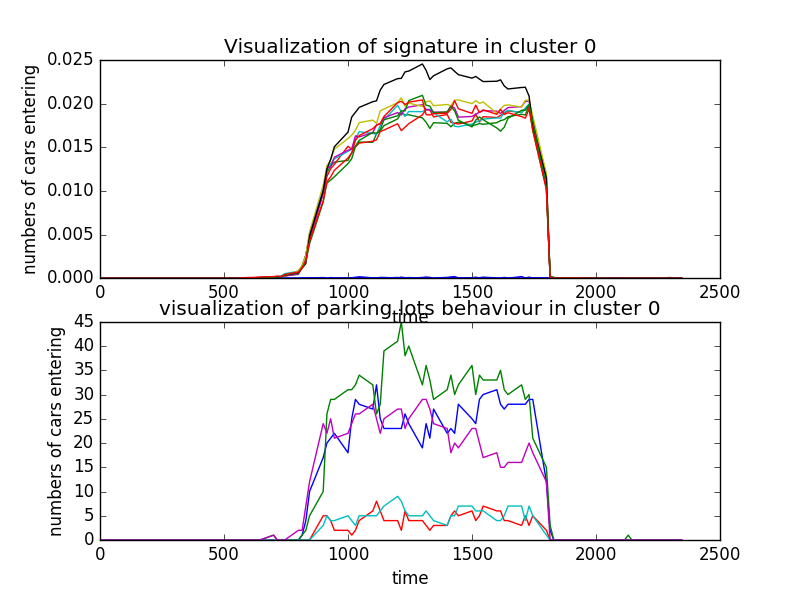 Visualization of signature in cluster 0
numbers of cars entering
0.025
0.020
0.015
0.010
0.005
0.000
0 500 1000 1500 2000 2500
time
visualization of parking lots behaviour in cluster 0
numbers of cars entering
45
40
35
30
25
20
15
10
5
0
0 500 1000 1500 2000 2500
time